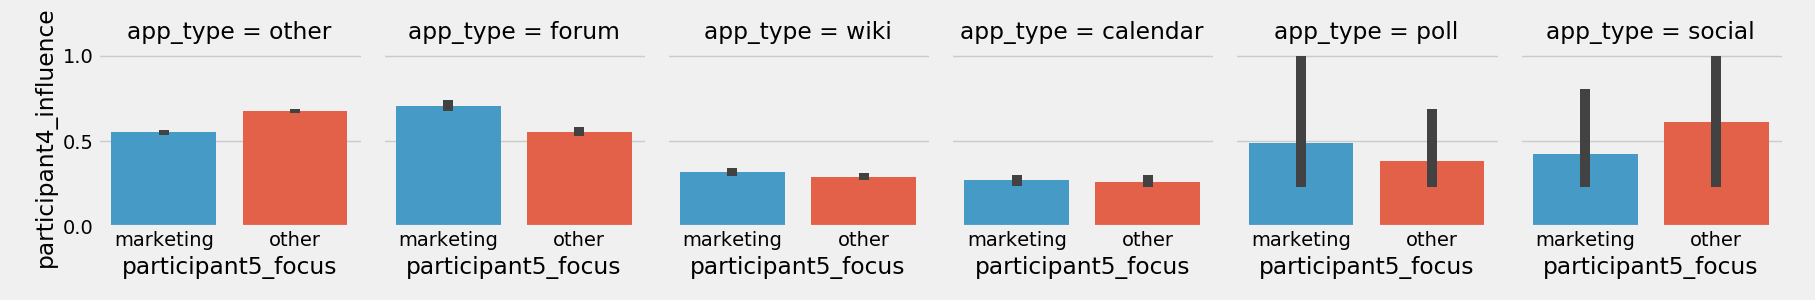 participant4_influence
1.0
0.5
0.0
app_type = other
marketing other
participant5_focus
app_type = forum
marketing other
participant5_focus
app_type = wiki
marketing other
participant5_focus
app_type = calendar
marketing other
participant5_focus
app_type = poll
marketing other
participant5_focus
app_type = social
marketing other
participant5_focus